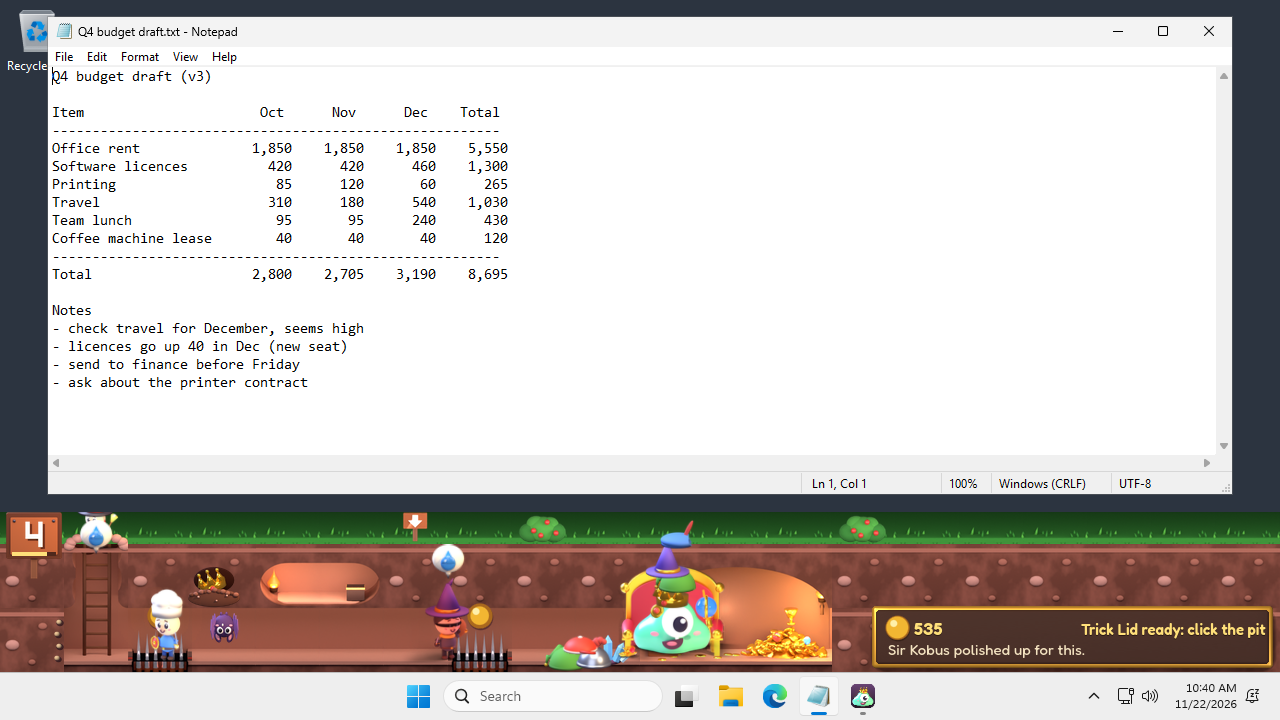 Recycle
Q4 budget draft.txt - Notepad
File Edit Format View Help
Q4 budget draft (v3)
Item Oct Nov Dec Total
--------------------------------------------------------
Office rent 1,850 1,850 1,850 5,550
Software licences 420 420 460 1,300
Printing 85 120 60 265
Travel 310 180 540 1,030
Team lunch 95 95 240 430
Coffee machine lease 40 40 40 120
--------------------------------------------------------
Total 2,800 2,705 3,190 8,695
Notes
- check travel for December, seems high
- licences go up 40 in Dec (new seat)
- send to finance before Friday
- ask about the printer contract
Ln 1, Col 1 100% Windows (CRLF) UTF-8
4
535 Trick Lid ready: click the pit
Sir Kobus polished up for this.
Search
10:40 AM
11/22/2026